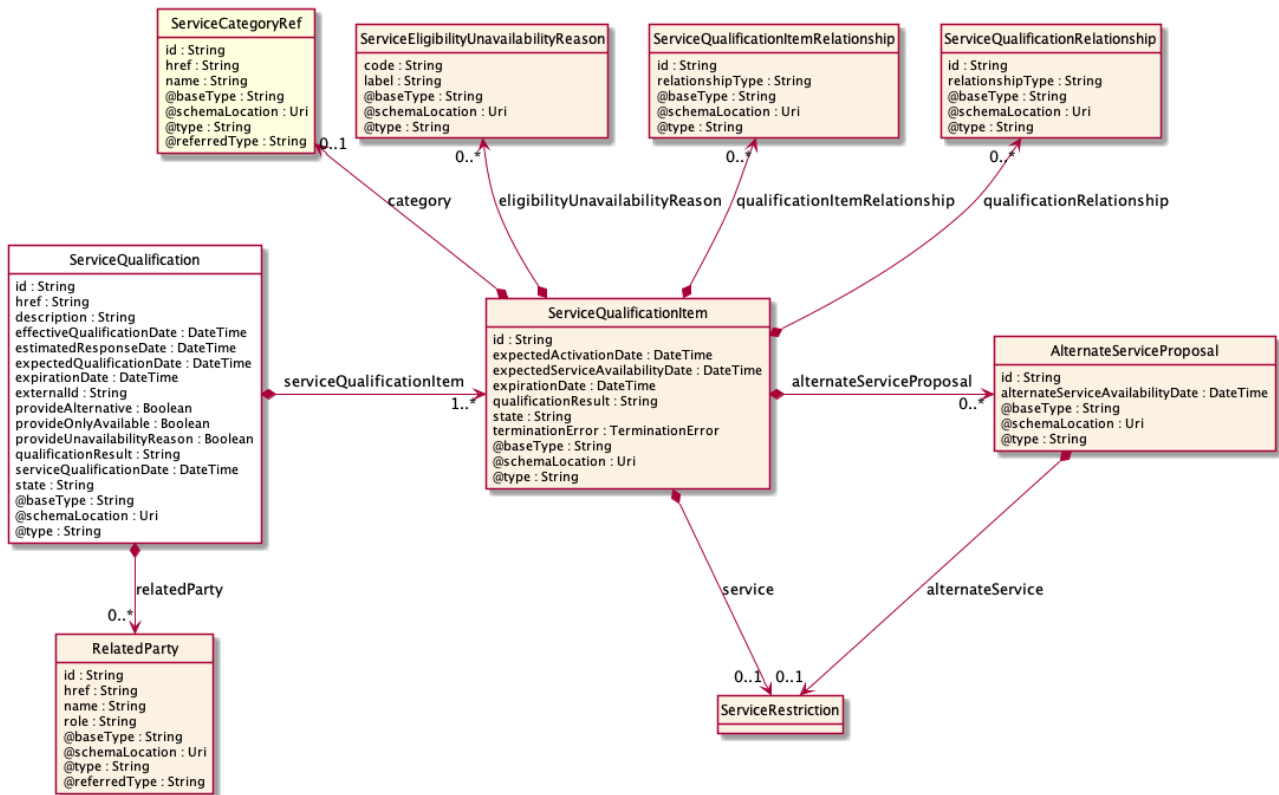 ServiceCategoryRef
id : String
href : String
name : String
@baseType : String
@schemaLocation : Uri
@type : String
@referredType : String
ServiceEligibilityUnavailabilityReason
code : String
label : String
@baseType : String
@schemaLocation : Uri
@type : String
ServiceQualificationItemRelationship
id : String
relationshipType : String
@baseType : String
@schemaLocation : Uri
@type : String
ServiceQualificationRelationship
id : String
relationshipType : String
@baseType : String
@schemaLocation : Uri
@type : String
0..1
0..*
0..*
0..*
category
eligibilityUnavailabilityReason
qualificationItemRelationship
qualificationRelationship
ServiceQualification
id : String
href : String
description : String
effectiveQualificationDate : DateTime
estimatedResponseDate : DateTime
expectedQualificationDate : DateTime
expirationDate : DateTime
externalId : String
provideAlternative : Boolean
provideOnlyAvailable : Boolean
provideUnavailabilityReason : Boolean
qualificationResult : String
serviceQualificationDate : DateTime
state : String
@baseType : String
@schemaLocation : Uri
@type : String
serviceQualificationItem
1..*
ServiceQualificationItem
id : String
expectedActivationDate : DateTime
expectedServiceAvailabilityDate : DateTime
expirationDate : DateTime
qualificationResult : String
state : String
terminationError : TerminationError
@baseType : String
@schemaLocation : Uri
@type : String
alternateServiceProposal
0..*
AlternateServiceProposal
id : String
alternateServiceAvailabilityDate : DateTime
@baseType : String
@schemaLocation : Uri
@type : String
relatedParty
service
alternateService
0..*
RelatedParty
id : String
href : String
name : String
role : String
@baseType : String
@schemaLocation : Uri
@type : String
@referredType : String
0..1
0..1
ServiceRestriction